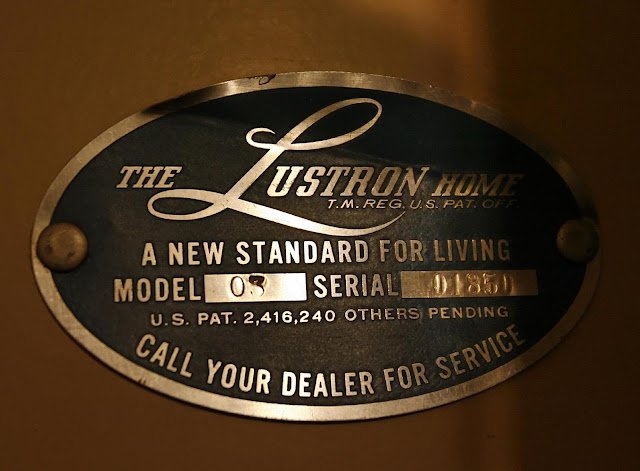 THE LUSTRON HOME
T.M. REG. U.S. PAT. OFF.
A NEW STANDARD FOR LIVING
MODEL 03 SERIAL 01850
U.S. PAT. 2,416,240 OTHERS PENDING
CALL YOUR DEALER FOR SERVICE